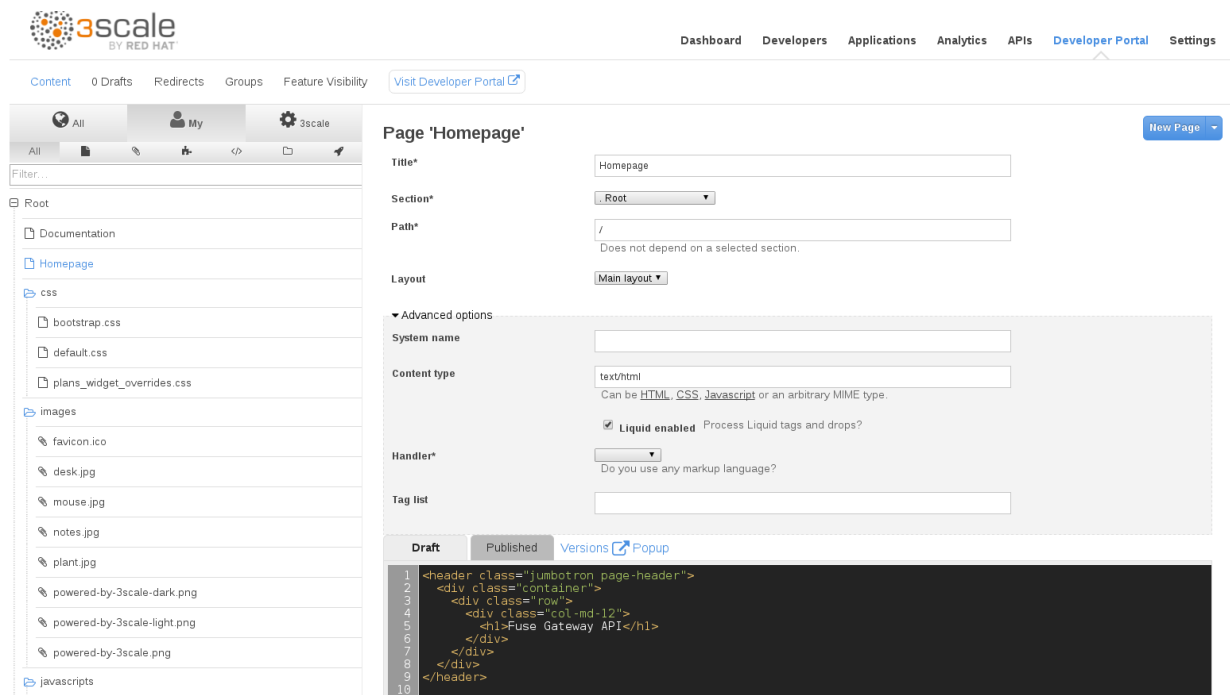 3scale
BY RED HAT
Dashboard Developers Applications Analytics APIs Developer Portal Settings
Content 0 Drafts Redirects Groups Feature Visibility Visit Developer Portal
All My 3scale
All
Filter...
Root
Documentation
Homepage
css
bootstrap.css
default.css
plans_widget_overrides.css
images
favicon.ico
desk.jpg
mouse.jpg
notes.jpg
plant.jpg
powered-by-3scale-dark.png
powered-by-3scale-light.png
powered-by-3scale.png
javascripts
Page 'Homepage'
New Page
Title* Homepage
Section* . Root
Path* /
Does not depend on a selected section.
Layout Main layout
Advanced options
System name
Content type text/html
Can be HTML, CSS, Javascript or an arbitrary MIME type.
Liquid enabled Process Liquid tags and drops?
Handler*
Do you use any markup language?
Tag list
Draft Published Versions Popup
1 <header class="jumbotron page-header">
2 <div class="container">
3 <div class="row">
4 <div class="col-md-12">
5 <h1>Fuse Gateway API</h1>
6 </div>
7 </div>
8 </div>
9 </header>
10